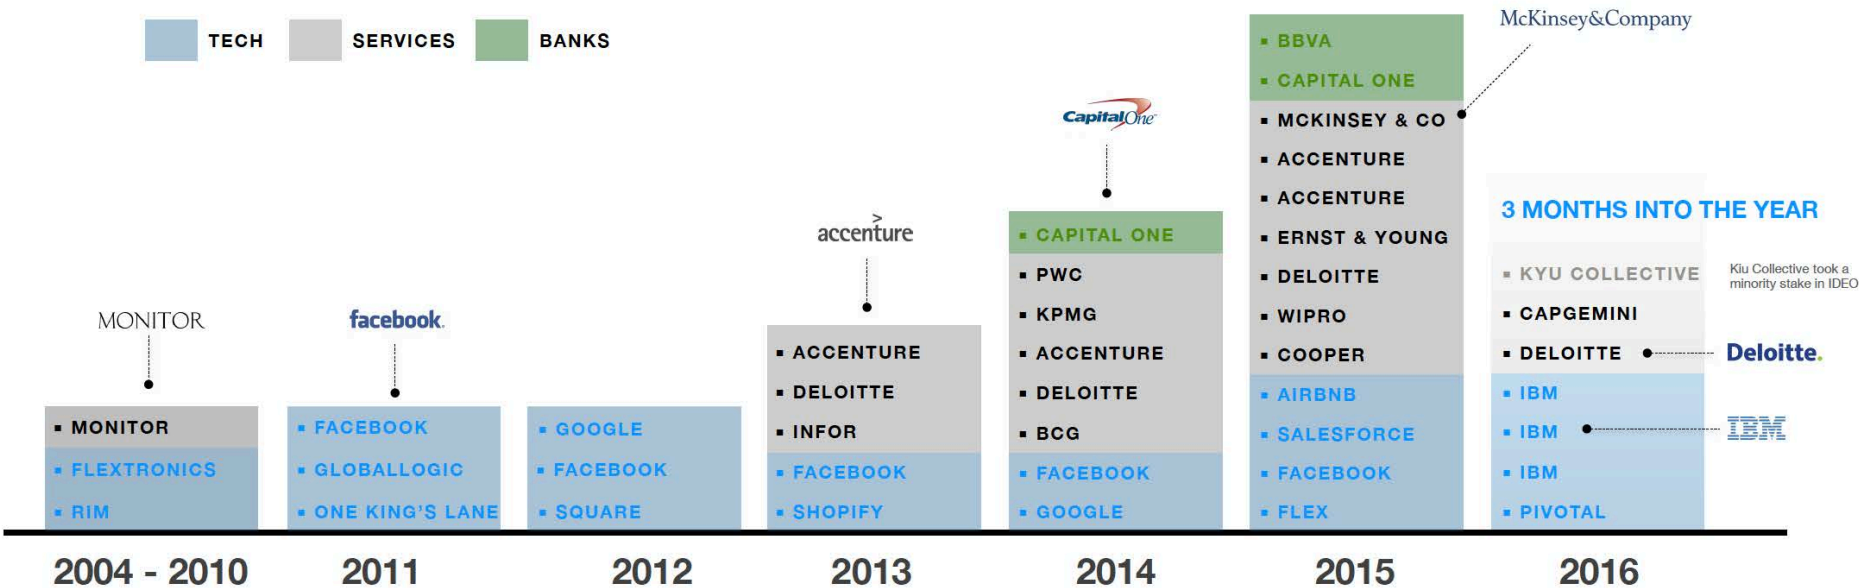 TECH
SERVICES
BANKS
McKinsey&Company
CapitalOne
>
accenture
MONITOR
facebook.
▪ MONITOR
▪ FLEXTRONICS
▪ RIM
▪ FACEBOOK
▪ GLOBALLOGIC
▪ ONE KING'S LANE
▪ GOOGLE
▪ FACEBOOK
▪ SQUARE
▪ ACCENTURE
▪ DELOITTE
▪ INFOR
▪ FACEBOOK
▪ SHOPIFY
▪ CAPITAL ONE
▪ PWC
▪ KPMG
▪ ACCENTURE
▪ DELOITTE
▪ BCG
▪ FACEBOOK
▪ GOOGLE
▪ BBVA
▪ CAPITAL ONE
▪ MCKINSEY & CO
▪ ACCENTURE
▪ ACCENTURE
▪ ERNST & YOUNG
▪ DELOITTE
▪ WIPRO
▪ COOPER
▪ AIRBNB
▪ SALESFORCE
▪ FACEBOOK
▪ FLEX
3 MONTHS INTO THE YEAR
▪ KYU COLLECTIVE
Kiu Collective took a
minority stake in IDEO
▪ CAPGEMINI
▪ DELOITTE
Deloitte.
▪ IBM
▪ IBM
IBM
▪ IBM
▪ PIVOTAL
2004 - 2010
2011
2012
2013
2014
2015
2016